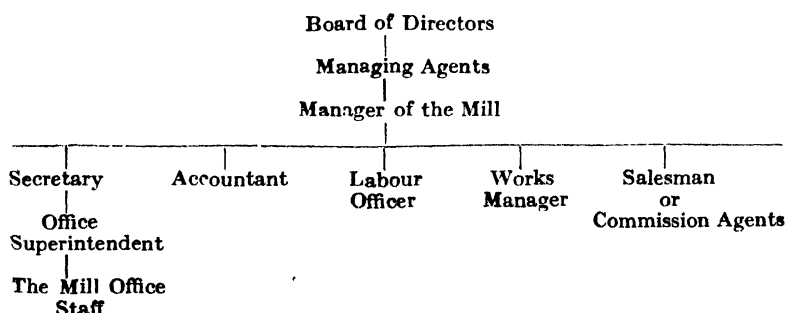 Board of Directors
Managing Agents
Manager of the Mill
Secretary Accountant Labour Officer Works Manager Salesman or Commission Agents
Office Superintendent
The Mill Office Staff